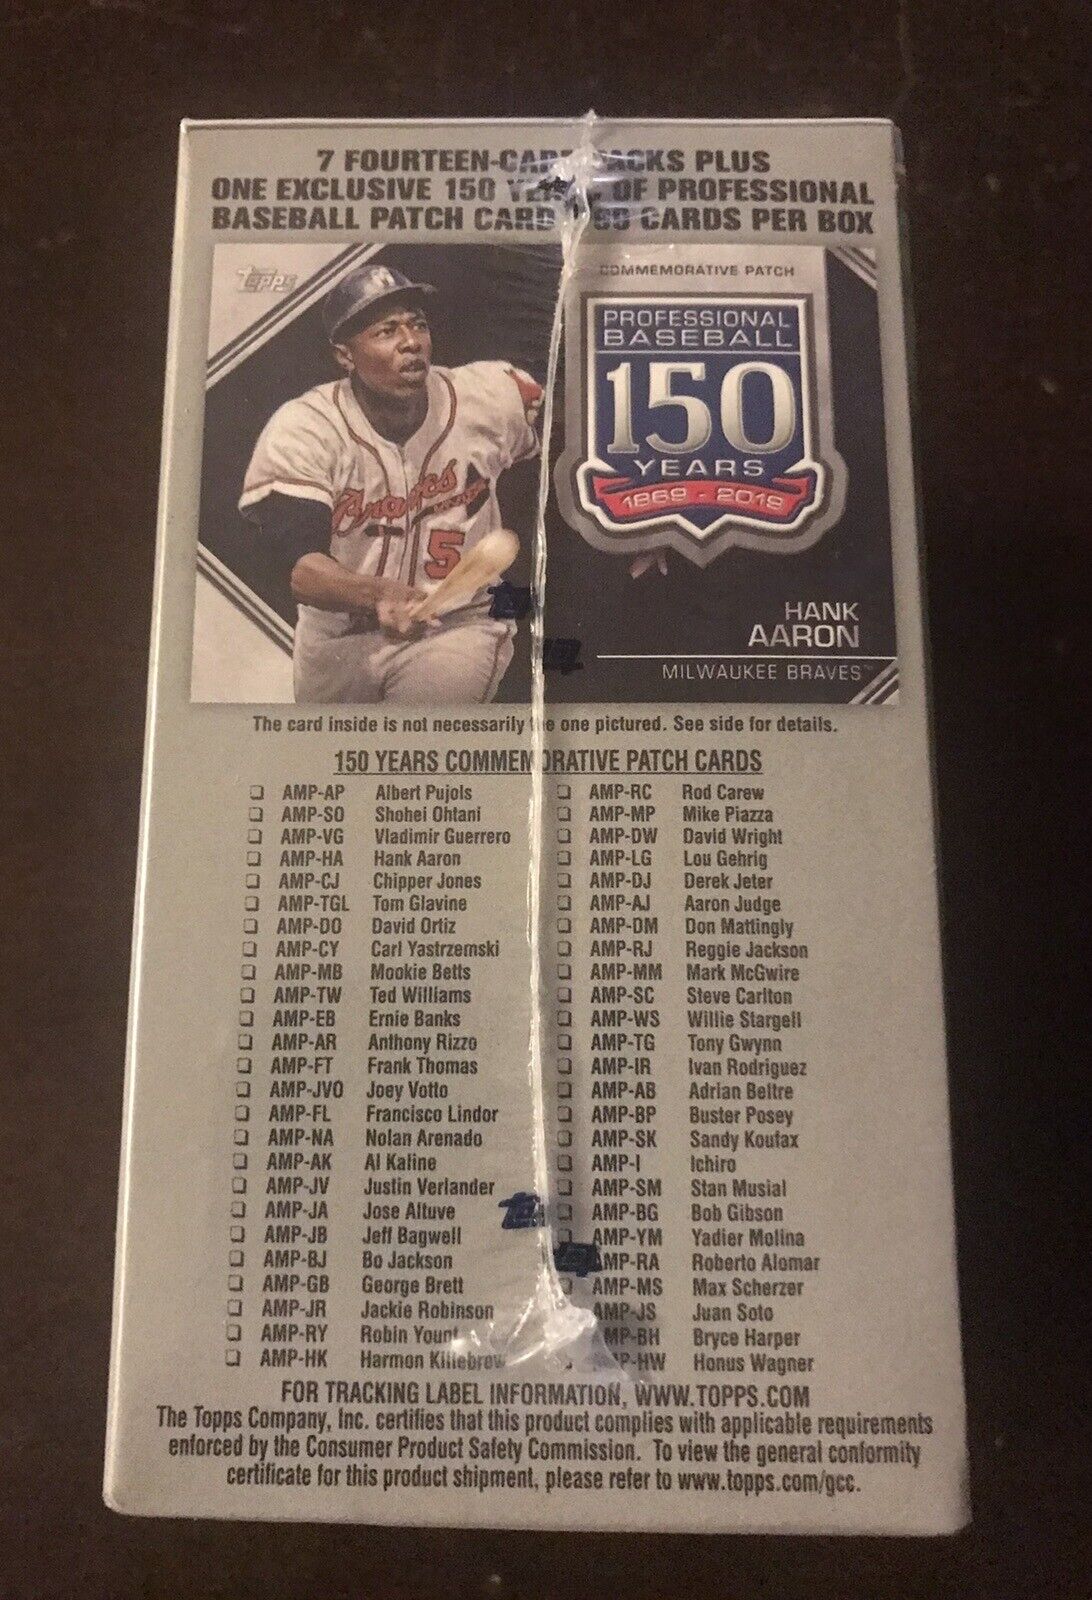 7 FOURTEEN-CARD PACKS PLUS
ONE EXCLUSIVE 150 YEARS OF PROFESSIONAL
BASEBALL PATCH CARD CARDS PER BOX
Topps
COMMEMORATIVE PATCH
PROFESSIONAL
BASEBALL
150
YEARS
1869 - 2019
Braves
5
HANK
AARON
MILWAUKEE BRAVES™
The card inside is not necessarily the one pictured. See side for details.
150 YEARS COMMEMORATIVE PATCH CARDS
AMP-AP Albert Pujols
AMP-SO Shohei Ohtani
AMP-VG Vladimir Guerrero
AMP-HA Hank Aaron
AMP-CJ Chipper Jones
AMP-TGL Tom Glavine
AMP-DO David Ortiz
AMP-CY Carl Yastrzemski
AMP-MB Mookie Betts
AMP-TW Ted Williams
AMP-EB Ernie Banks
AMP-AR Anthony Rizzo
AMP-FT Frank Thomas
AMP-JVO Joey Votto
AMP-FL Francisco Lindor
AMP-NA Nolan Arenado
AMP-AK Al Kaline
AMP-JV Justin Verlander
AMP-JA Jose Altuve
AMP-JB Jeff Bagwell
AMP-BJ Bo Jackson
AMP-GB George Brett
AMP-JR Jackie Robinson
AMP-RY Robin Yount
AMP-HK Harmon Killebrew
AMP-RC Rod Carew
AMP-MP Mike Piazza
AMP-DW David Wright
AMP-LG Lou Gehrig
AMP-DJ Derek Jeter
AMP-AJ Aaron Judge
AMP-DM Don Mattingly
AMP-RJ Reggie Jackson
AMP-MM Mark McGwire
AMP-SC Steve Carlton
AMP-WS Willie Stargell
AMP-TG Tony Gwynn
AMP-IR Ivan Rodriguez
AMP-AB Adrian Beltre
AMP-BP Buster Posey
AMP-SK Sandy Koufax
AMP-I Ichiro
AMP-SM Stan Musial
AMP-BG Bob Gibson
AMP-YM Yadier Molina
AMP-RA Roberto Alomar
AMP-MS Max Scherzer
AMP-JS Juan Soto
AMP-BH Bryce Harper
AMP-HW Honus Wagner
FOR TRACKING LABEL INFORMATION, WWW.TOPPS.COM
The Topps Company, Inc. certifies that this product complies with applicable requirements
enforced by the Consumer Product Safety Commission. To view the general conformity
certificate for this product shipment, please refer to www.topps.com/gcc.